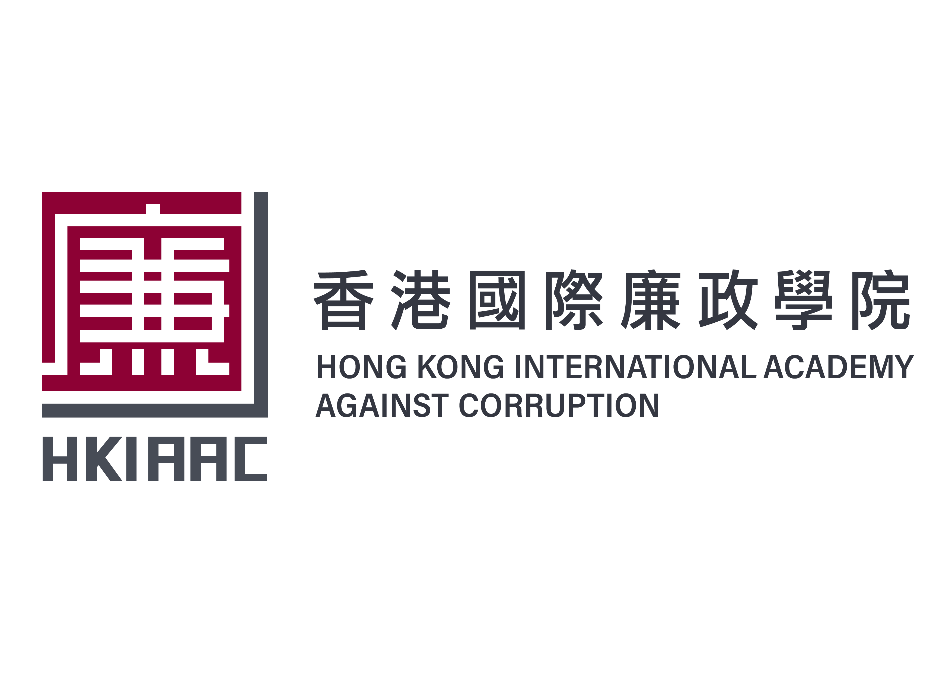 廉
HKIAAC
香港國際廉政學院
HONG KONG INTERNATIONAL ACADEMY
AGAINST CORRUPTION